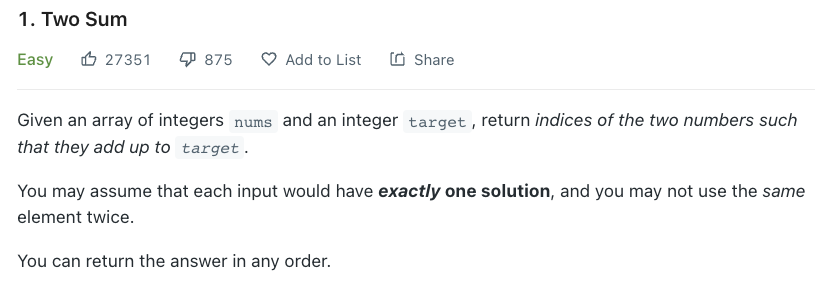 1. Two Sum
Easy 27351 875 Add to List Share
Given an array of integers nums and an integer target, return indices of the two numbers such
that they add up to target.
You may assume that each input would have exactly one solution, and you may not use the same
element twice.
You can return the answer in any order.